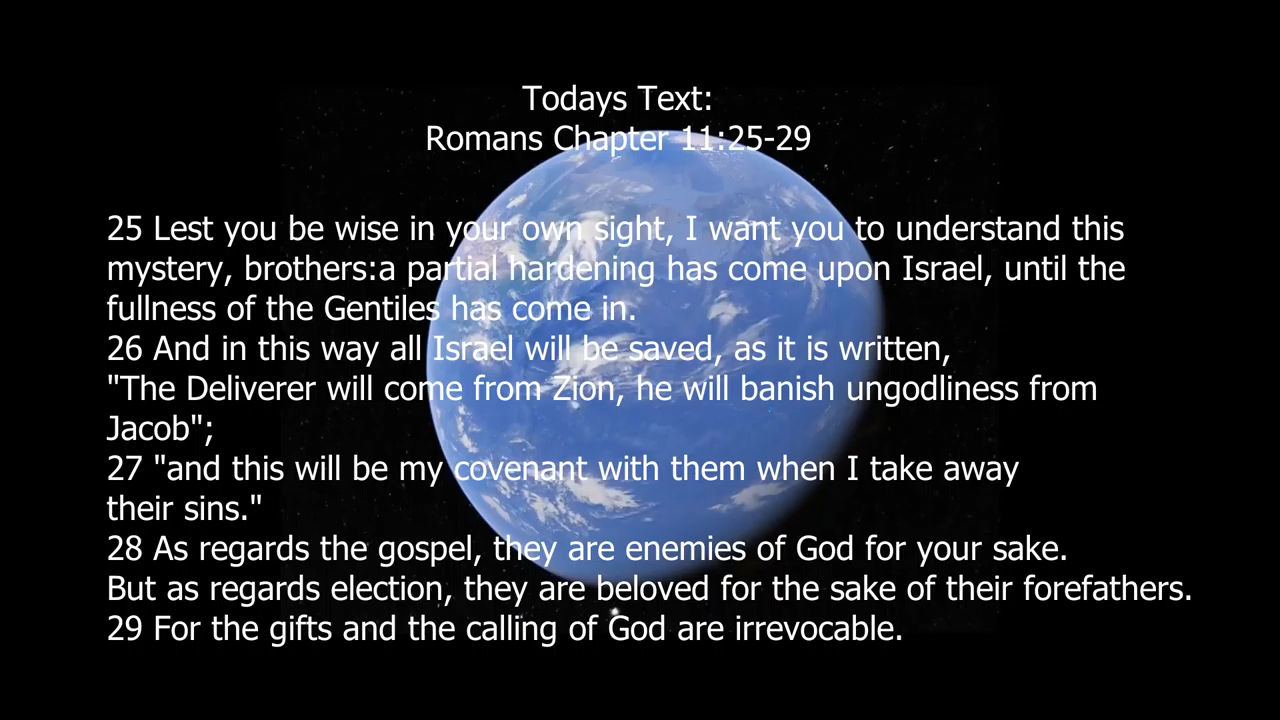 Todays Text:
Romans Chapter 11:25-29
25 Lest you be wise in your own sight, I want you to understand this
mystery, brothers:a partial hardening has come upon Israel, until the
fullness of the Gentiles has come in.
26 And in this way all Israel will be saved, as it is written,
"The Deliverer will come from Zion, he will banish ungodliness from
Jacob";
27 "and this will be my covenant with them when I take away
their sins."
28 As regards the gospel, they are enemies of God for your sake.
But as regards election, they are beloved for the sake of their forefathers.
29 For the gifts and the calling of God are irrevocable.